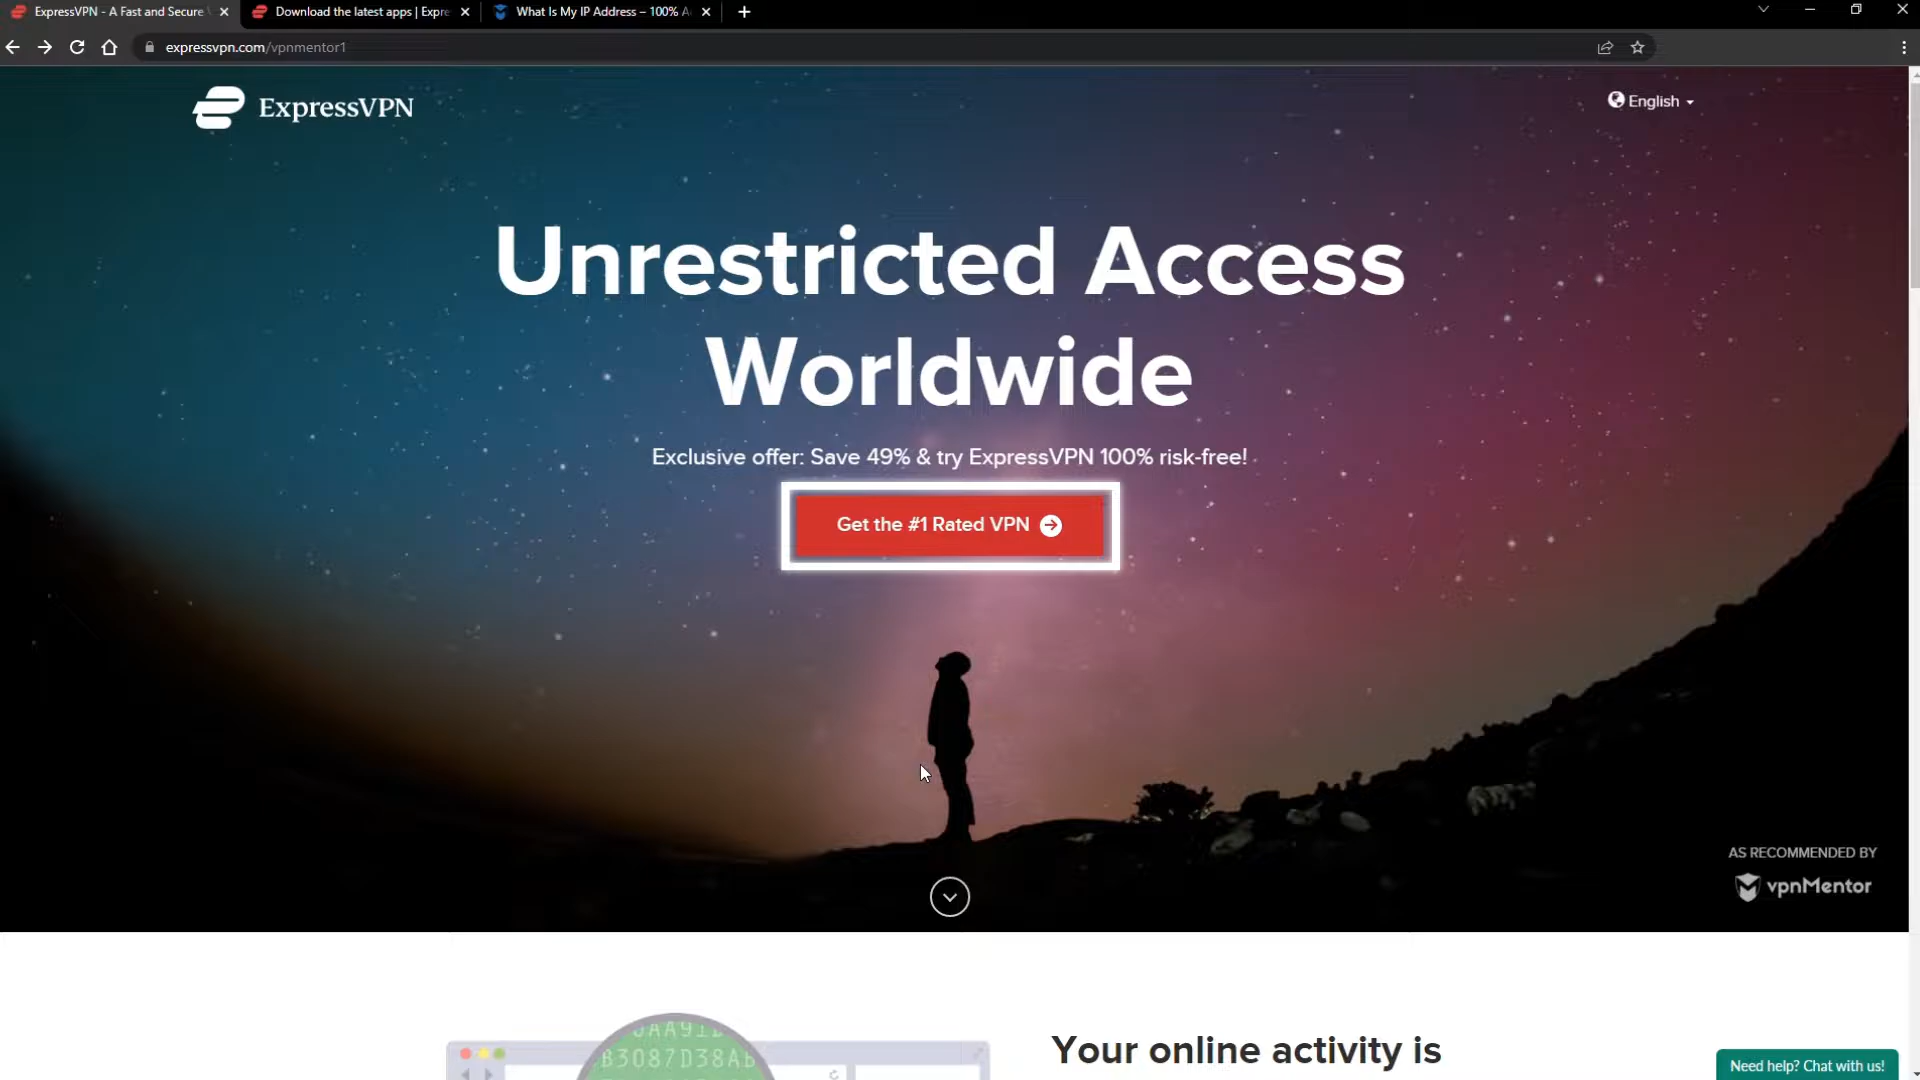 ExpressVPN - A Fast and Secure
Download the latest apps | Expre
What Is My IP Address – 100% A
expressvpn.com/vpnmentor1
ExpressVPN
English
Unrestricted Access
Worldwide
Exclusive offer: Save 49% & try ExpressVPN 100% risk-free!
Get the #1 Rated VPN
AS RECOMMENDED BY
vpnMentor
B3087D38AB
Your online activity is
Need help? Chat with us!